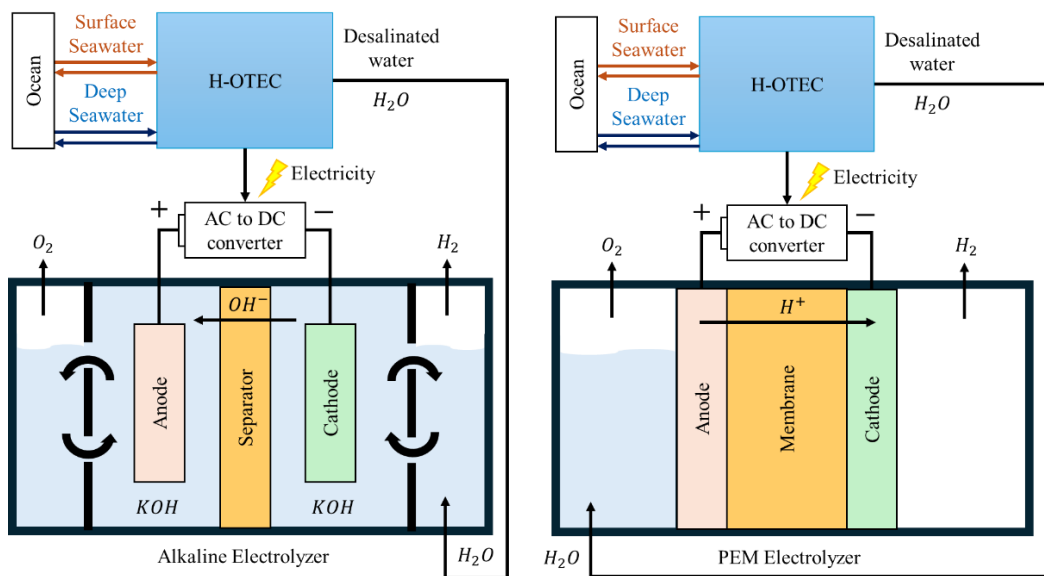 Surface
Seawater
Ocean
Deep
Seawater
H-OTEC
Desalinated
water
H₂O
Electricity
+
−
AC to DC
converter
O₂
H₂
OH⁻
Anode
Separator
Cathode
KOH
KOH
H₂O
Alkaline Electrolyzer
Surface
Seawater
Ocean
Deep
Seawater
H-OTEC
Desalinated
water
H₂O
Electricity
+
−
AC to DC
converter
O₂
H₂
H⁺
Anode
Membrane
Cathode
H₂O
PEM Electrolyzer